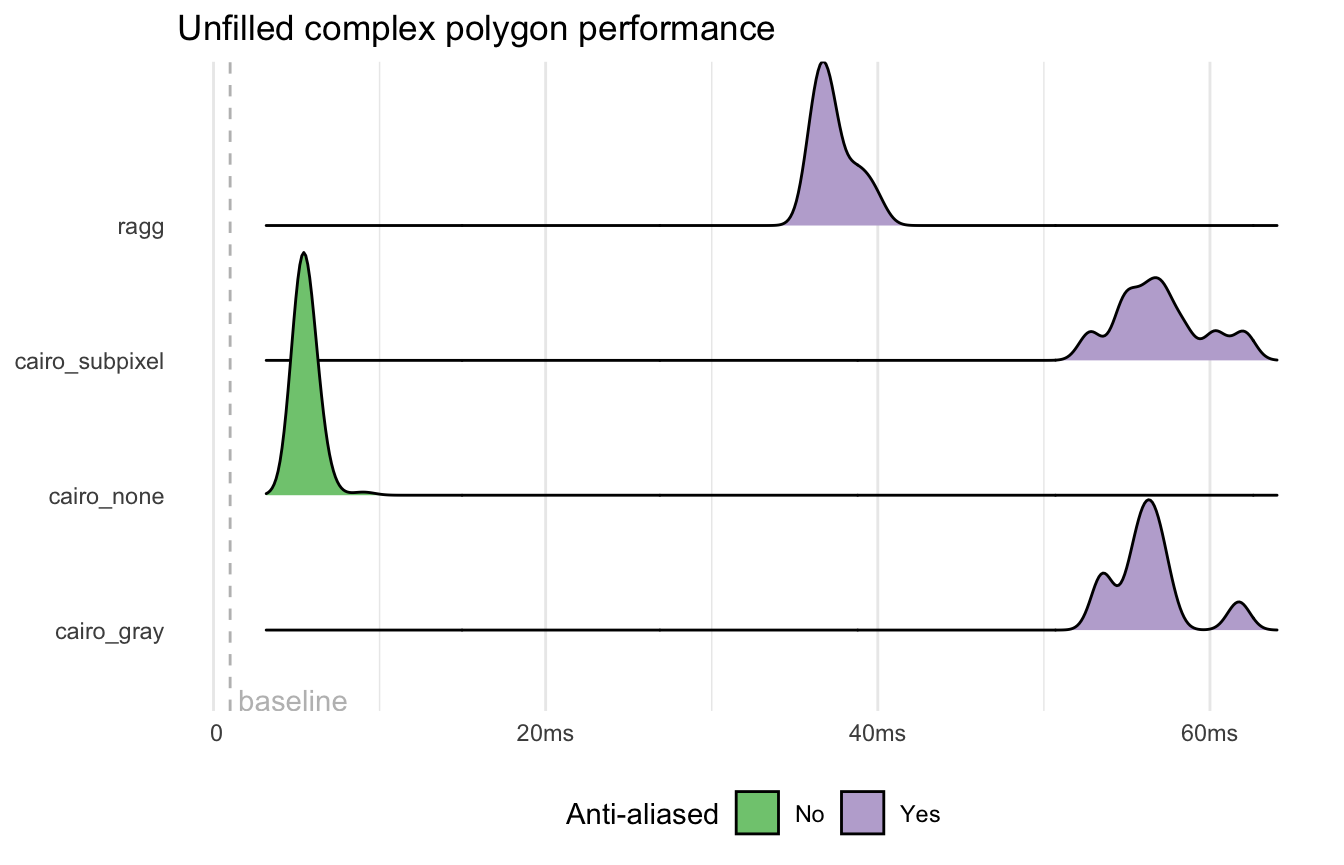 Unfilled complex polygon performance
ragg
cairo_subpixel
cairo_none
cairo_gray
baseline
0 20ms 40ms 60ms
Anti-aliased No Yes